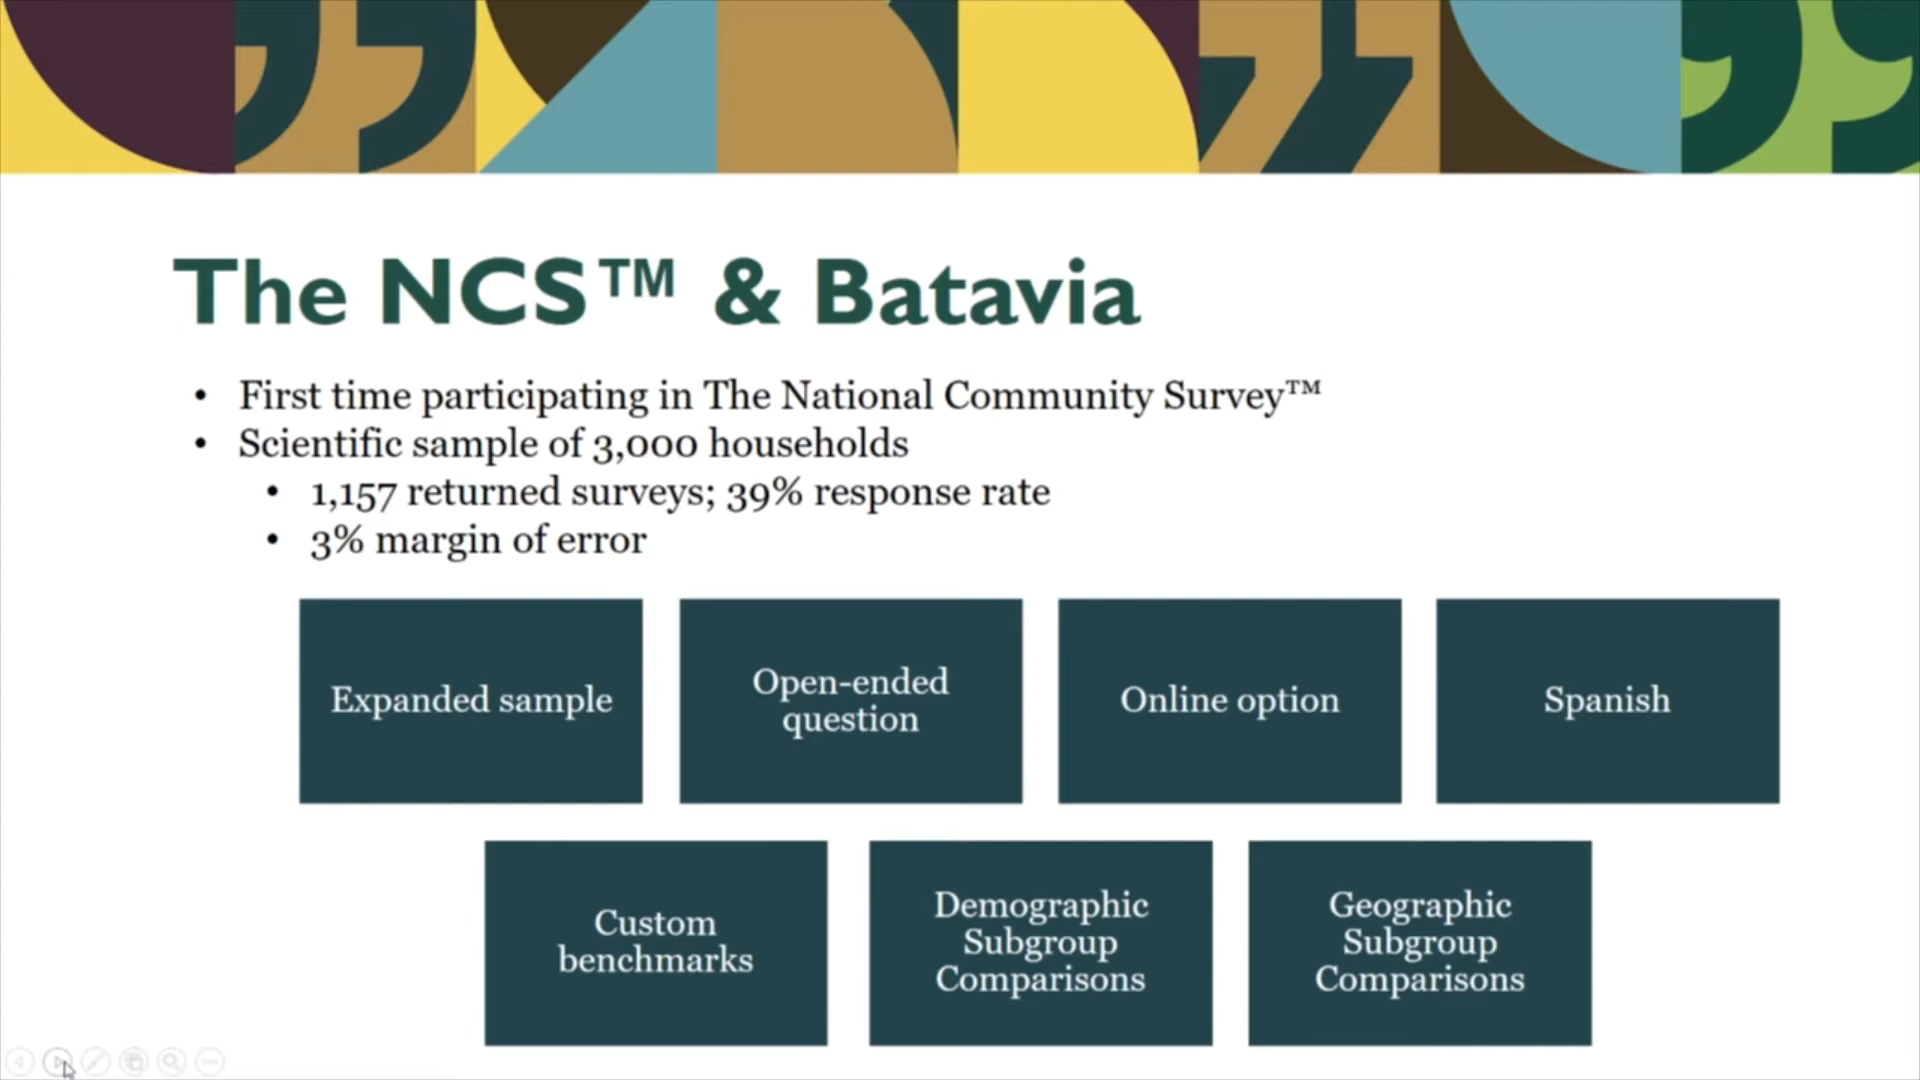 The NCS™ & Batavia
• First time participating in The National Community Survey™
• Scientific sample of 3,000 households
• 1,157 returned surveys; 39% response rate
• 3% margin of error
Expanded sample
Open-ended
question
Online option
Spanish
Custom
benchmarks
Demographic
Subgroup
Comparisons
Geographic
Subgroup
Comparisons